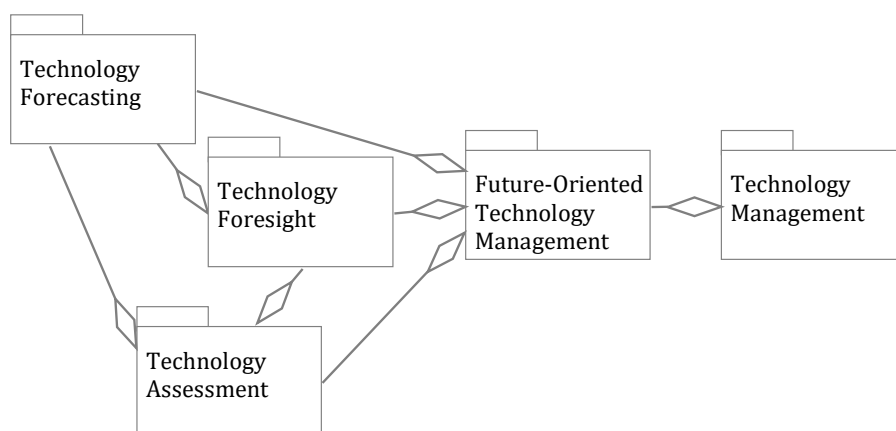 Technology
Forecasting
Technology
Foresight
Future-Oriented
Technology
Management
Technology
Management
Technology
Assessment